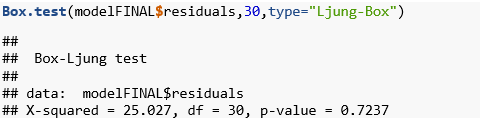 Box.test(modelFINAL$residuals,30,type="Ljung-Box")
##
##  Box-Ljung test
##
## data:  modelFINAL$residuals
## X-squared = 25.027, df = 30, p-value = 0.7237